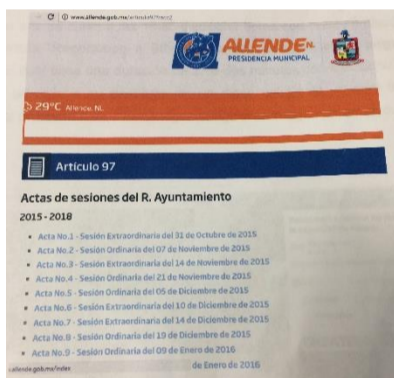 www.allende.gob.mx/
ALLENDE N.L.
PRESIDENCIA MUNICIPAL
29°C Allende, NL.
Artículo 97
Actas de sesiones del R. Ayuntamiento
2015 - 2018
Acta No.1 - Sesión Extraordinaria del 31 de Octubre de 2015
Acta No.2 - Sesión Ordinaria del 07 de Noviembre de 2015
Acta No.3 - Sesión Extraordinaria del 14 de Noviembre de 2015
Acta No.4 - Sesión Ordinaria del 21 de Noviembre de 2015
Acta No.5 - Sesión Ordinaria del 05 de Diciembre de 2015
Acta No.6 - Sesión Extraordinaria del 10 de Diciembre de 2015
Acta No.7 - Sesión Extraordinaria del 14 de Diciembre de 2015
Acta No.8 - Sesión Ordinaria del 19 de Diciembre de 2015
Acta No.9 - Sesión Ordinaria del 09 de Enero de 2016
allende.gob.mx/index de Enero de 2016